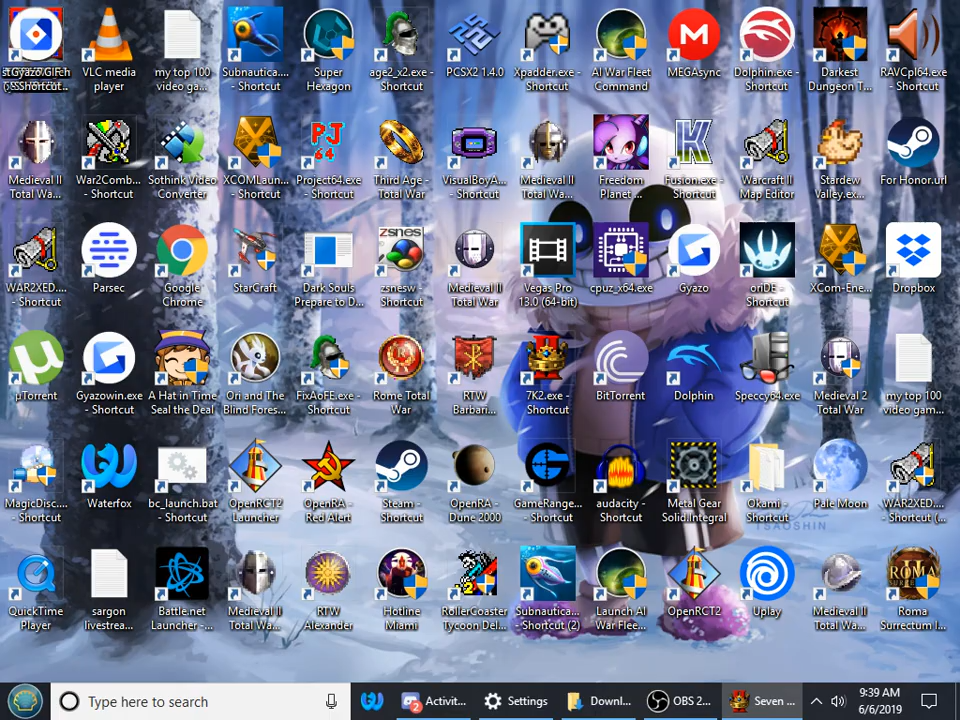 stGyazoGIF.ch
(SSShortcut...
VLC media
player
my top 100
video ga...
Subnautica...
- Shortcut
Super
Hexagon
age2_x2.exe -
Shortcut
PCSX2 1.4.0
Xpadder.exe -
Shortcut
AI War Fleet
Command
M
MEGAsync
Dolphin.exe -
Shortcut
Darkest
Dungeon T...
RAVCpl64.exe
- Shortcut
Medieval II
Total Wa...
War2Comb...
- Shortcut
Sothink Video
Converter
XCOMLaun...
- Shortcut
PJ
64
Project64.exe
- Shortcut
Third Age -
Total War
VisualBoyA...
- Shortcut
Medieval II
Total Wa...
Freedom
Planet ...
K
Fusion.exe -
Shortcut
Warcraft II
Map Editor
Stardew
Valley.ex...
For Honor.url
WAR2XED....
- Shortcut
Parsec
Google
Chrome
StarCraft
Dark Souls
Prepare to D...
zsnes
zsnesw -
Shortcut
Medieval II
Total War
Vegas Pro
13.0 (64-bit)
cpuz_x64.exe
Gyazo
oriDE -
Shortcut
XCom-Ene...
- Shortcut
Dropbox
µTorrent
Gyazowin.exe
- Shortcut
A Hat in Time
Seal the Deal
Ori and The
Blind Fores...
FixAoFE.exe -
Shortcut
Rome Total
War
RTW
Barbari...
7K2.exe -
Shortcut
BitTorrent
Dolphin
Speccy64.exe
Medieval 2
Total War
my top 100
video gam...
MagicDisc....
- Shortcut
Waterfox
bc_launch.bat
- Shortcut
OpenRCT2
Launcher
OpenRA -
Red Alert
Steam -
Shortcut
OpenRA -
Dune 2000
GameRange...
- Shortcut
audacity -
Shortcut
Metal Gear
Solid.Integral
Okami -
Shortcut
Pale Moon
WAR2XED....
- Shortcut (...
TSAOSHIN
QuickTime
Player
sargon
livestrea...
Battle.net
Launcher -...
Medieval II
Total Wa...
RTW
Alexander
Hotline
Miami
2
RollerCoaster
Tycoon Del...
Subnautica...
- Shortcut (2)
Launch AI
War Flee...
OpenRCT2
Uplay
Medieval II
Total Wa...
ROMA
Roma
Surrectum I...
Type here to search
2
Activit...
Settings
Downl...
OBS 2...
Seven ...
9:39 AM
6/6/2019